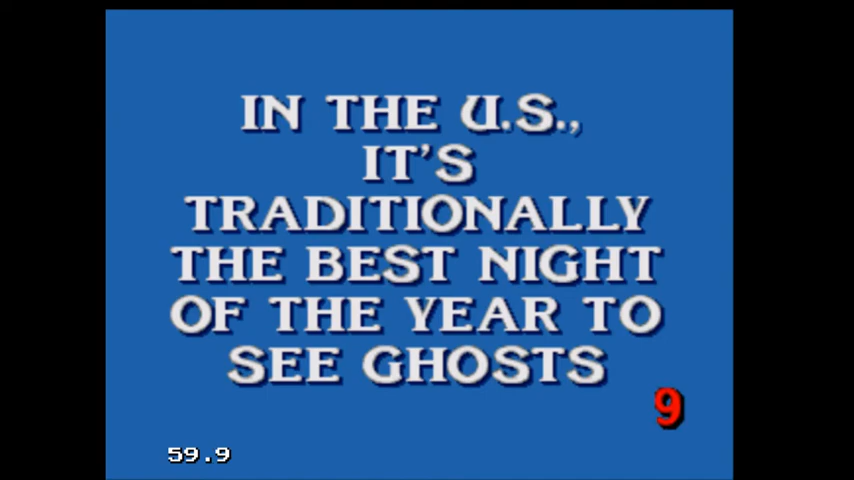 IN THE U.S.,
IT'S
TRADITIONALLY
THE BEST NIGHT
OF THE YEAR TO
SEE GHOSTS
9
59.9